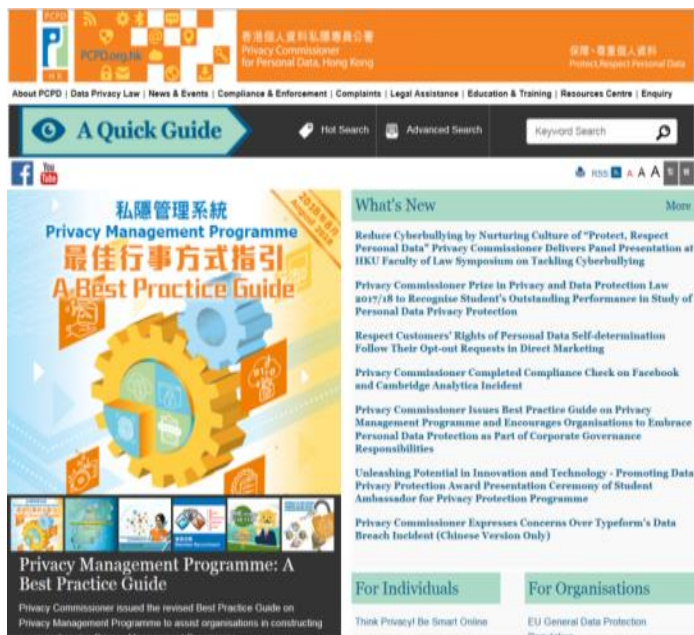 PCPD
PCPD.org.hk
H K
香港個人資料私隱專員公署
Privacy Commissioner
for Personal Data, Hong Kong
保障、尊重個人資料
Protect, Respect Personal Data
About PCPD | Data Privacy Law | News & Events | Compliance & Enforcement | Complaints | Legal Assistance | Education & Training | Resources Centre | Enquiry
A Quick Guide
Hot Search
Advanced Search
Keyword Search
You
Tube
RSS
A A A
私隱管理系統
Privacy Management Programme
最佳行事方式指引
A Best Practice Guide
2018年8月
August 2018
Privacy Management Programme: A
Best Practice Guide
Privacy Commissioner issued the revised Best Practice Guide on
Privacy Management Programme to assist organisations in constructing
What's New
More
Reduce Cyberbullying by Nurturing Culture of "Protect, Respect
Personal Data" Privacy Commissioner Delivers Panel Presentation at
HKU Faculty of Law Symposium on Tackling Cyberbullying
Privacy Commissioner Prize in Privacy and Data Protection Law
2017/18 to Recognise Student's Outstanding Performance in Study of
Personal Data Privacy Protection
Respect Customers' Rights of Personal Data Self-determination
Follow Their Opt-out Requests in Direct Marketing
Privacy Commissioner Completed Compliance Check on Facebook
and Cambridge Analytica Incident
Privacy Commissioner Issues Best Practice Guide on Privacy
Management Programme and Encourages Organisations to Embrace
Personal Data Protection as Part of Corporate Governance
Responsibilities
Unleashing Potential in Innovation and Technology - Promoting Data
Privacy Protection Award Presentation Ceremony of Student
Ambassador for Privacy Protection Programme
Privacy Commissioner Expresses Concerns Over Typeform's Data
Breach Incident (Chinese Version Only)
For Individuals
Think Privacy! Be Smart Online
For Organisations
EU General Data Protection